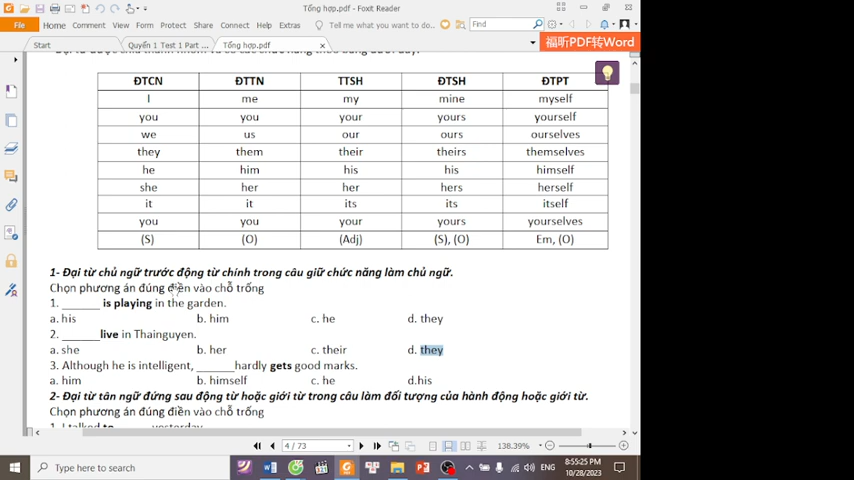 Tổng hợp.pdf - Foxit Reader
File Home Comment View Form Protect Share Connect Help Extras Tell me what you want to do.. Find
Start Quyển 1 Test 1 Part ... Tổng hợp.pdf
福昕PDF转Word
ĐTCN ĐTTN TTSH ĐTSH ĐTPT
I me my mine myself
you you your yours yourself
we us our ours ourselves
they them their theirs themselves
he him his his himself
she her her hers herself
it it its its itself
you you your yours yourselves
(S) (O) (Adj) (S), (O) Em, (O)
1- Đại từ chủ ngữ trước động từ chính trong câu giữ chức năng làm chủ ngữ.
Chọn phương án đúng điền vào chỗ trống
1. ______ is playing in the garden.
a. his b. him c. he d. they
2. ______live in Thainguyen.
a. she b. her c. their d. they
3. Although he is intelligent, ______hardly gets good marks.
a. him b. himself c. he d.his
2- Đại từ tân ngữ đứng sau động từ hoặc giới từ trong câu làm đối tượng của hành động hoặc giới từ.
Chọn phương án đúng điền vào chỗ trống
1. I talked to ______ yesterday.
4 / 73 138.39%
Type here to search ENG 8:55:25 PM
10/28/2023